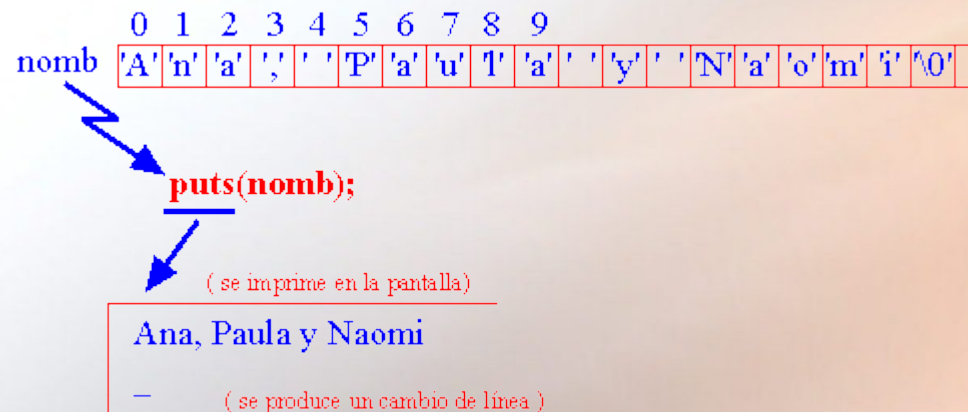 0 1 2 3 4 5 6 7 8 9
nomb 'A' 'n' 'a' ',' ' ' 'P' 'a' 'u' 'l' 'a' ' ' 'y' ' ' 'N' 'a' 'o' 'm' 'i' '\0'
puts(nomb);
( se imprime en la pantalla)
Ana, Paula y Naomi
_ ( se produce un cambio de línea )